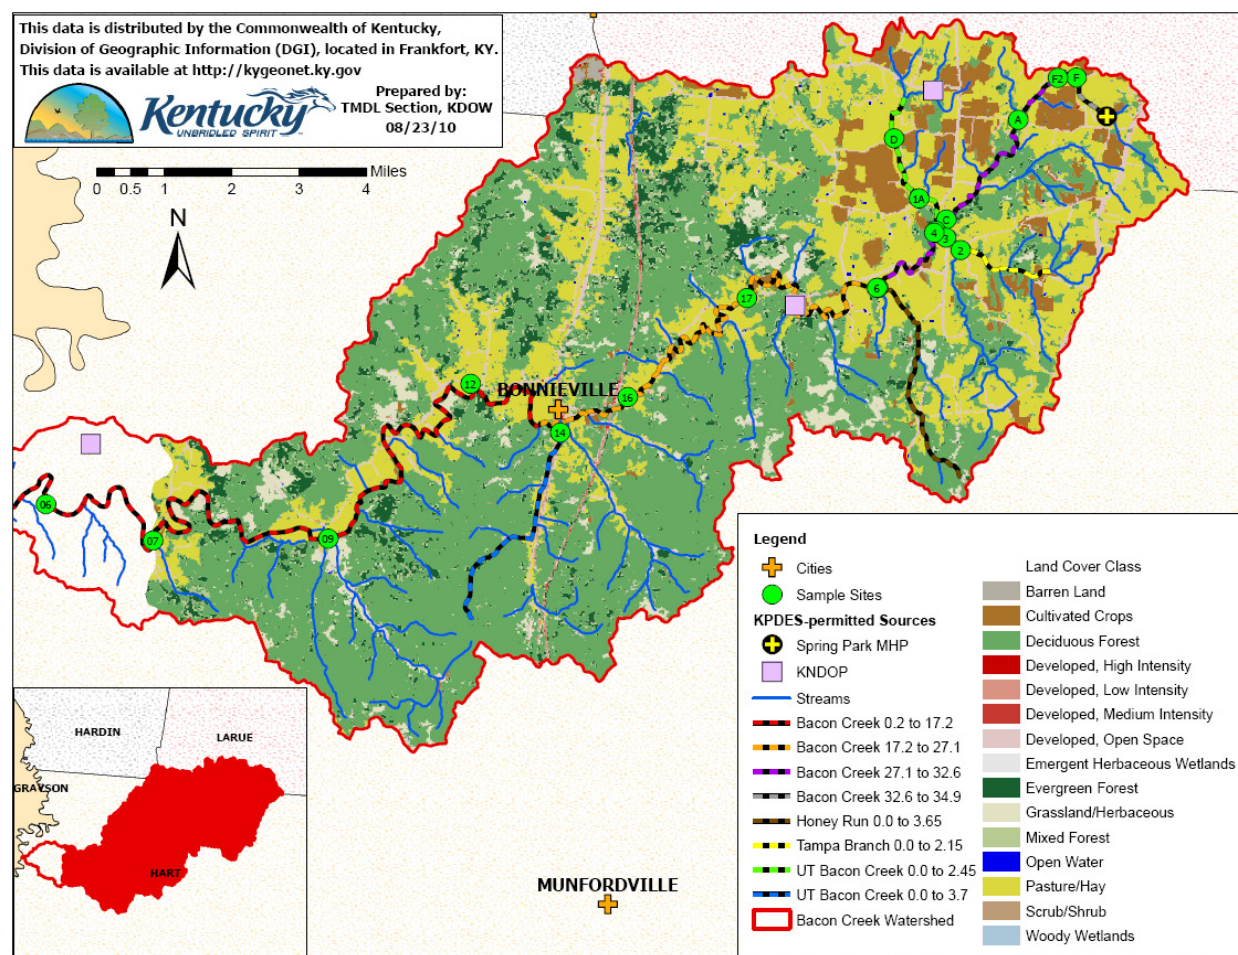 This data is distributed by the Commonwealth of Kentucky,
Division of Geographic Information (DGI), located in Frankfort, KY.
This data is available at http://kygeonet.ky.gov
Kentucky
UNBRIDLED SPIRIT
Prepared by:
TMDL Section, KDOW
08/23/10
0 0.5 1 2 3 4 Miles
N
F2 F
A
D
1A
C
4
3
2
6
17
12
BONNIEVILLE
16
14
06
07
09
MUNFORDVILLE
HARDIN
LARUE
GRAYSON
HART
Legend
Cities
Sample Sites
KPDES-permitted Sources
Spring Park MHP
KNDOP
Streams
Bacon Creek 0.2 to 17.2
Bacon Creek 17.2 to 27.1
Bacon Creek 27.1 to 32.6
Bacon Creek 32.6 to 34.9
Honey Run 0.0 to 3.65
Tampa Branch 0.0 to 2.15
UT Bacon Creek 0.0 to 2.45
UT Bacon Creek 0.0 to 3.7
Bacon Creek Watershed
Land Cover Class
Barren Land
Cultivated Crops
Deciduous Forest
Developed, High Intensity
Developed, Low Intensity
Developed, Medium Intensity
Developed, Open Space
Emergent Herbaceous Wetlands
Evergreen Forest
Grassland/Herbaceous
Mixed Forest
Open Water
Pasture/Hay
Scrub/Shrub
Woody Wetlands